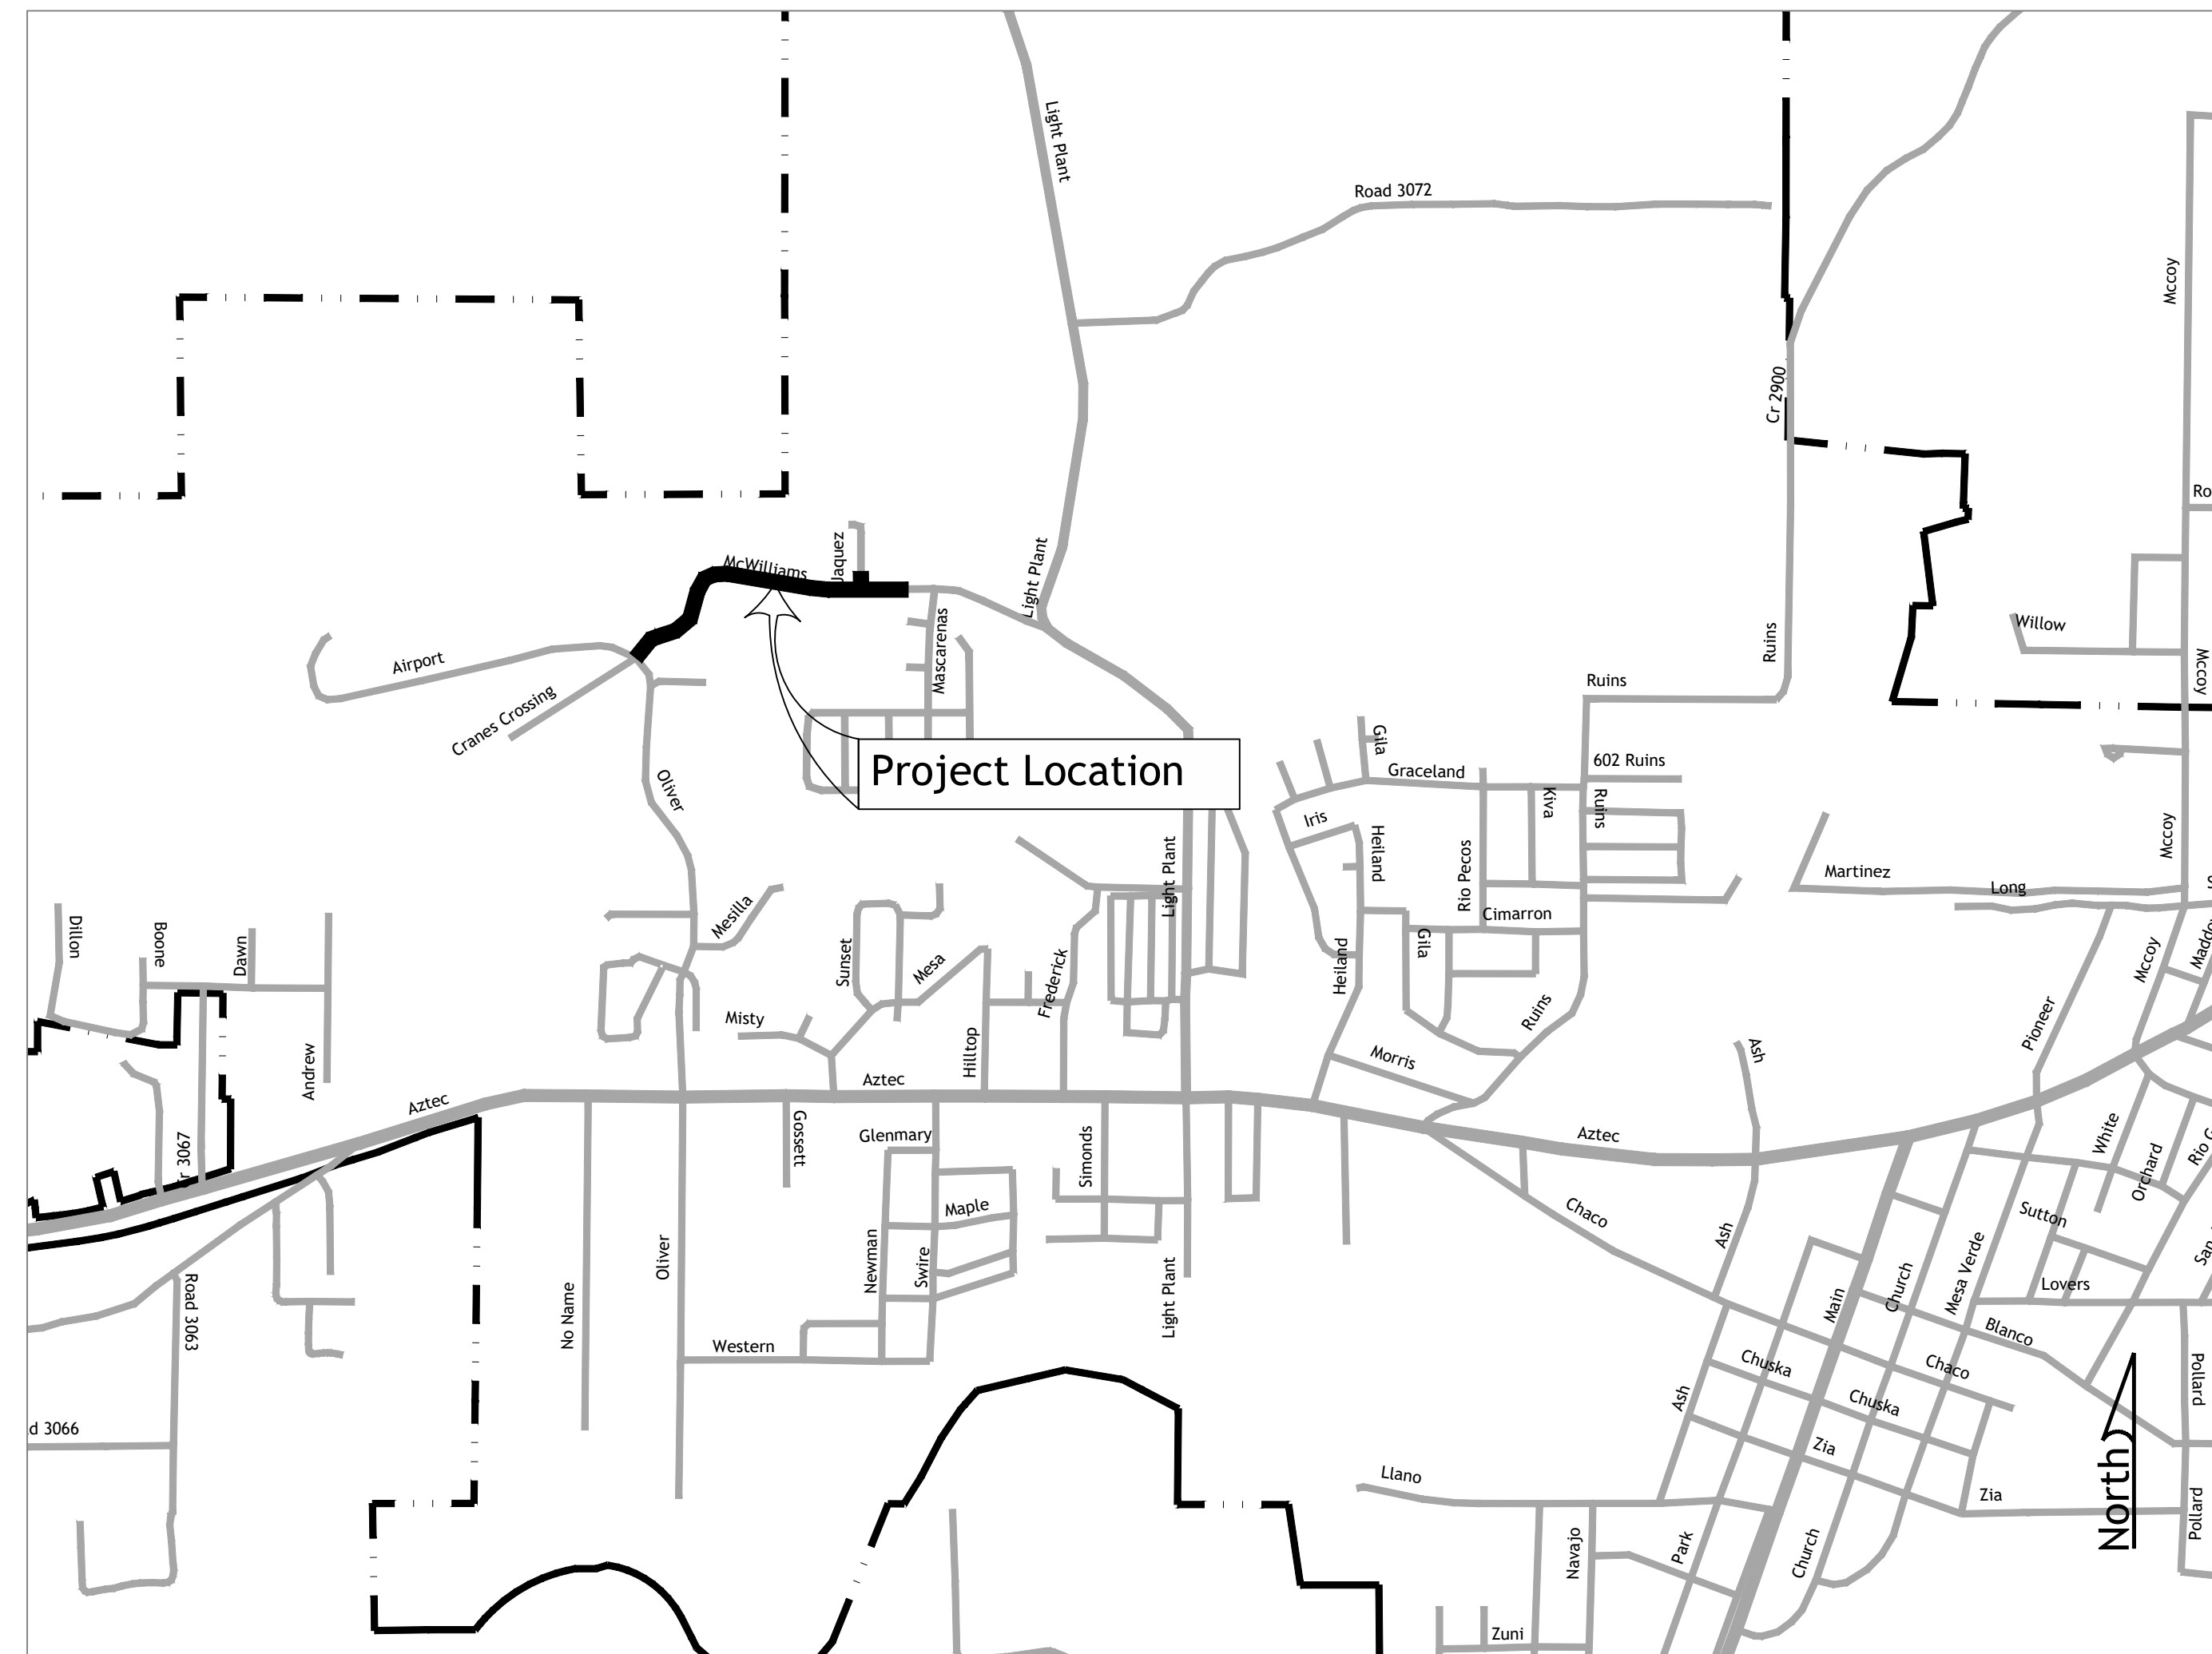 Light Plant
Road 3072
Mccoy
Cr 2900
Ro
McWilliams
Jaquez
Light Plant
Willow
Ruins
Mascarenas
Airport
Mccoy
Ruins
Cranes Crossing
Gila
602 Ruins
Project Location
Graceland
Oliver
Kiva
Ruins
Iris
Heiland
Mccoy
Rio Pecos
Light Plant
Martinez
Long
Mesilla
Cimarron
Dillon
Boone
Dawn
Sunset
Mesa
Frederick
Heiland
Gila
Mccoy
Maddo
Misty
Ruins
Pioneer
Hilltop
Andrew
Morris
Ash
Aztec
Aztec
Gossett
Glenmary
Aztec
White
Cr 3097
Simonds
Orchard
Rio G
Maple
Chaco
Sutton
Ash
San
Oliver
Newman
Swire
Mesa Verde
Church
Lovers
Road 3063
No Name
Light Plant
Main
Blanco
Western
Chuska
Chaco
Pollard
Ash
Chuska
d 3066
Zia
Llano
Zia
North
Pollard
Navajo
Park
Church
Zuni